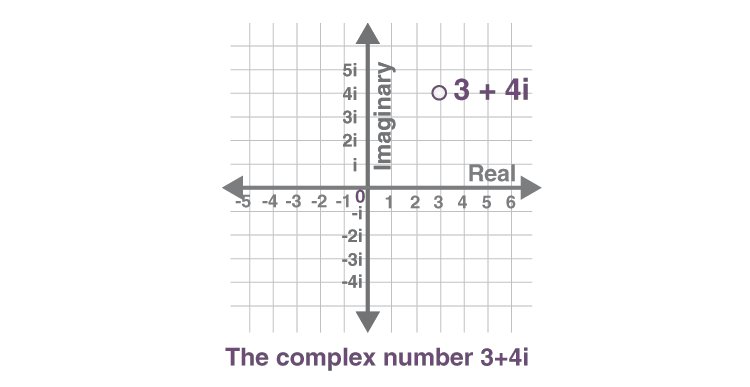 5i
4i
3i
2i
i
Imaginary
3 + 4i
Real
-5 -4 -3 -2 -1 0 1 2 3 4 5 6
-i
-2i
-3i
-4i
The complex number 3+4i